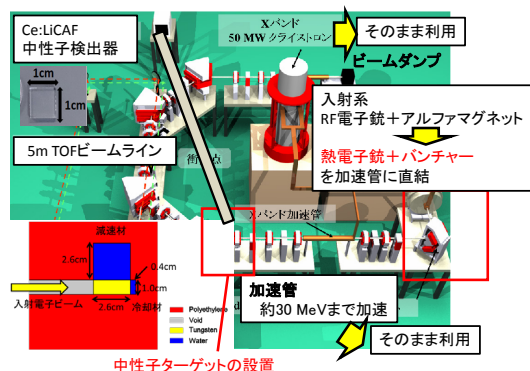 Ce:LiCAF
中性子検出器
1cm
1cm
5m TOFビームライン
Xバンド
50 MW クライストロン
そのまま利用
ビームダンプ
入射系
RF電子銃＋アルファマグネット
熱電子銃＋バンチャー
を加速管に直結
衝
点
Xバンド加速管
減速材
2.6cm
0.4cm
1.0cm
入射電子ビーム
2.6cm
冷却材
Polyethylene
Void
Tungsten
Water
加速管
約30 MeVまで加速
そのまま利用
中性子ターゲットの設置